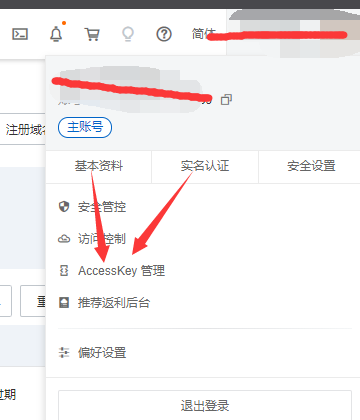 简体
主账号
注册域名
基本资料 实名认证 安全设置
安全管控
访问控制
AccessKey 管理
推荐返利后台
偏好设置
过期
退出登录